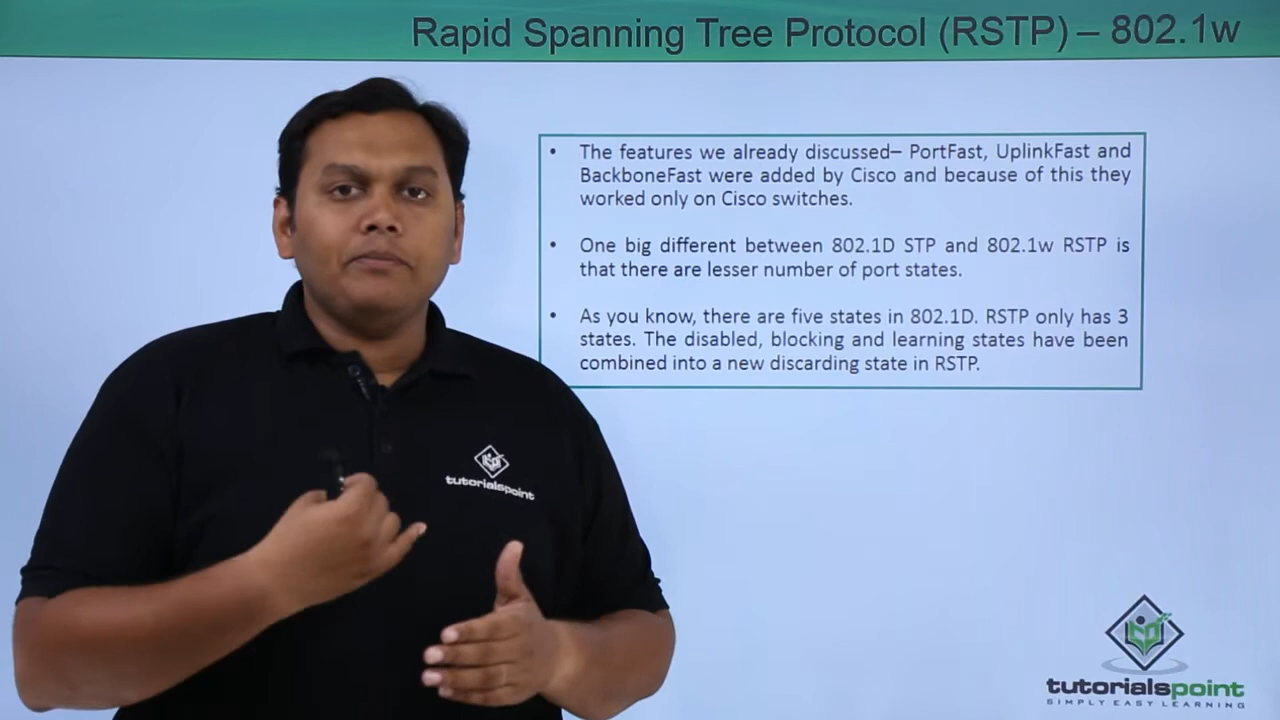 Rapid Spanning Tree Protocol (RSTP) – 802.1w
• The features we already discussed– PortFast, UplinkFast and
BackboneFast were added by Cisco and because of this they
worked only on Cisco switches.
• One big different between 802.1D STP and 802.1w RSTP is
that there are lesser number of port states.
• As you know, there are five states in 802.1D. RSTP only has 3
states. The disabled, blocking and learning states have been
combined into a new discarding state in RSTP.
tutorialspoint
tutorialspoint
SIMPLY EASY LEARNING